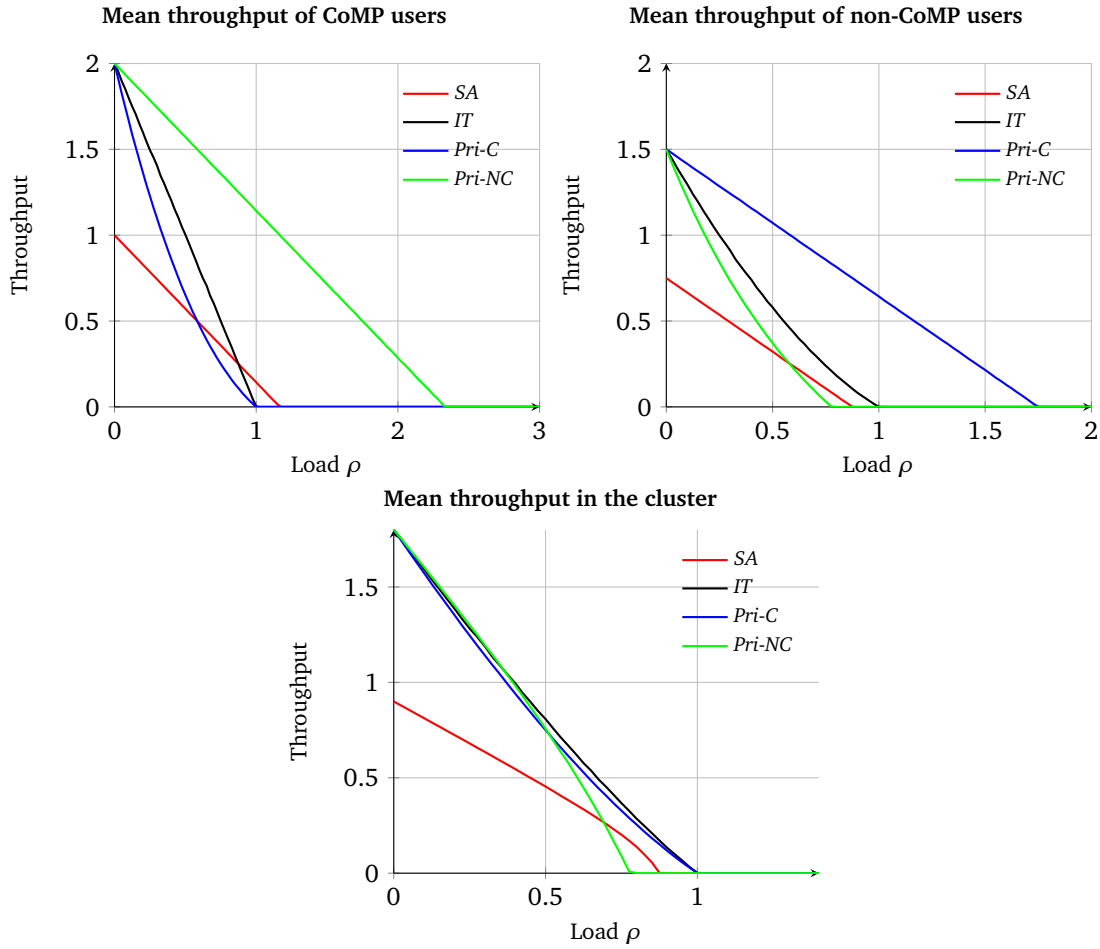 Mean throughput of CoMP users
Throughput
2
1.5
1
0.5
0
SA
IT
Pri-C
Pri-NC
0 1 2 3
Load ρ
Mean throughput of non-CoMP users
Throughput
2
1.5
1
0.5
0
SA
IT
Pri-C
Pri-NC
0 0.5 1 1.5 2
Load ρ
Mean throughput in the cluster
Throughput
1.5
1
0.5
0
SA
IT
Pri-C
Pri-NC
0 0.5 1
Load ρ